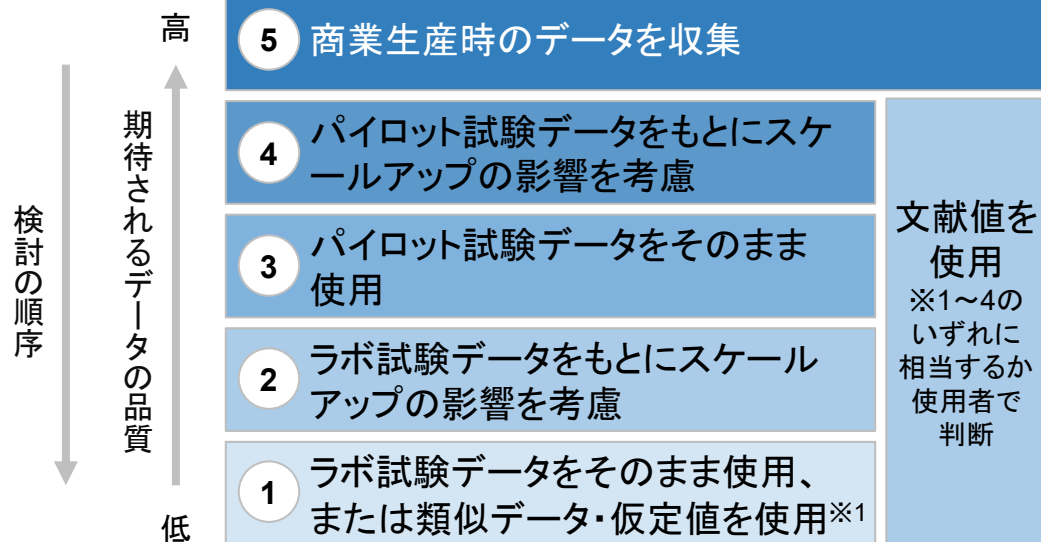 検討の順序
高
期待されるデータの品質
低
5 商業生産時のデータを収集
4 パイロット試験データをもとにスケ
ールアップの影響を考慮
3 パイロット試験データをそのまま
使用
2 ラボ試験データをもとにスケール
アップの影響を考慮
1 ラボ試験データをそのまま使用、
または類似データ・仮定値を使用※1
文献値を
使用
※1～4の
いずれに
相当するか
使用者で
判断